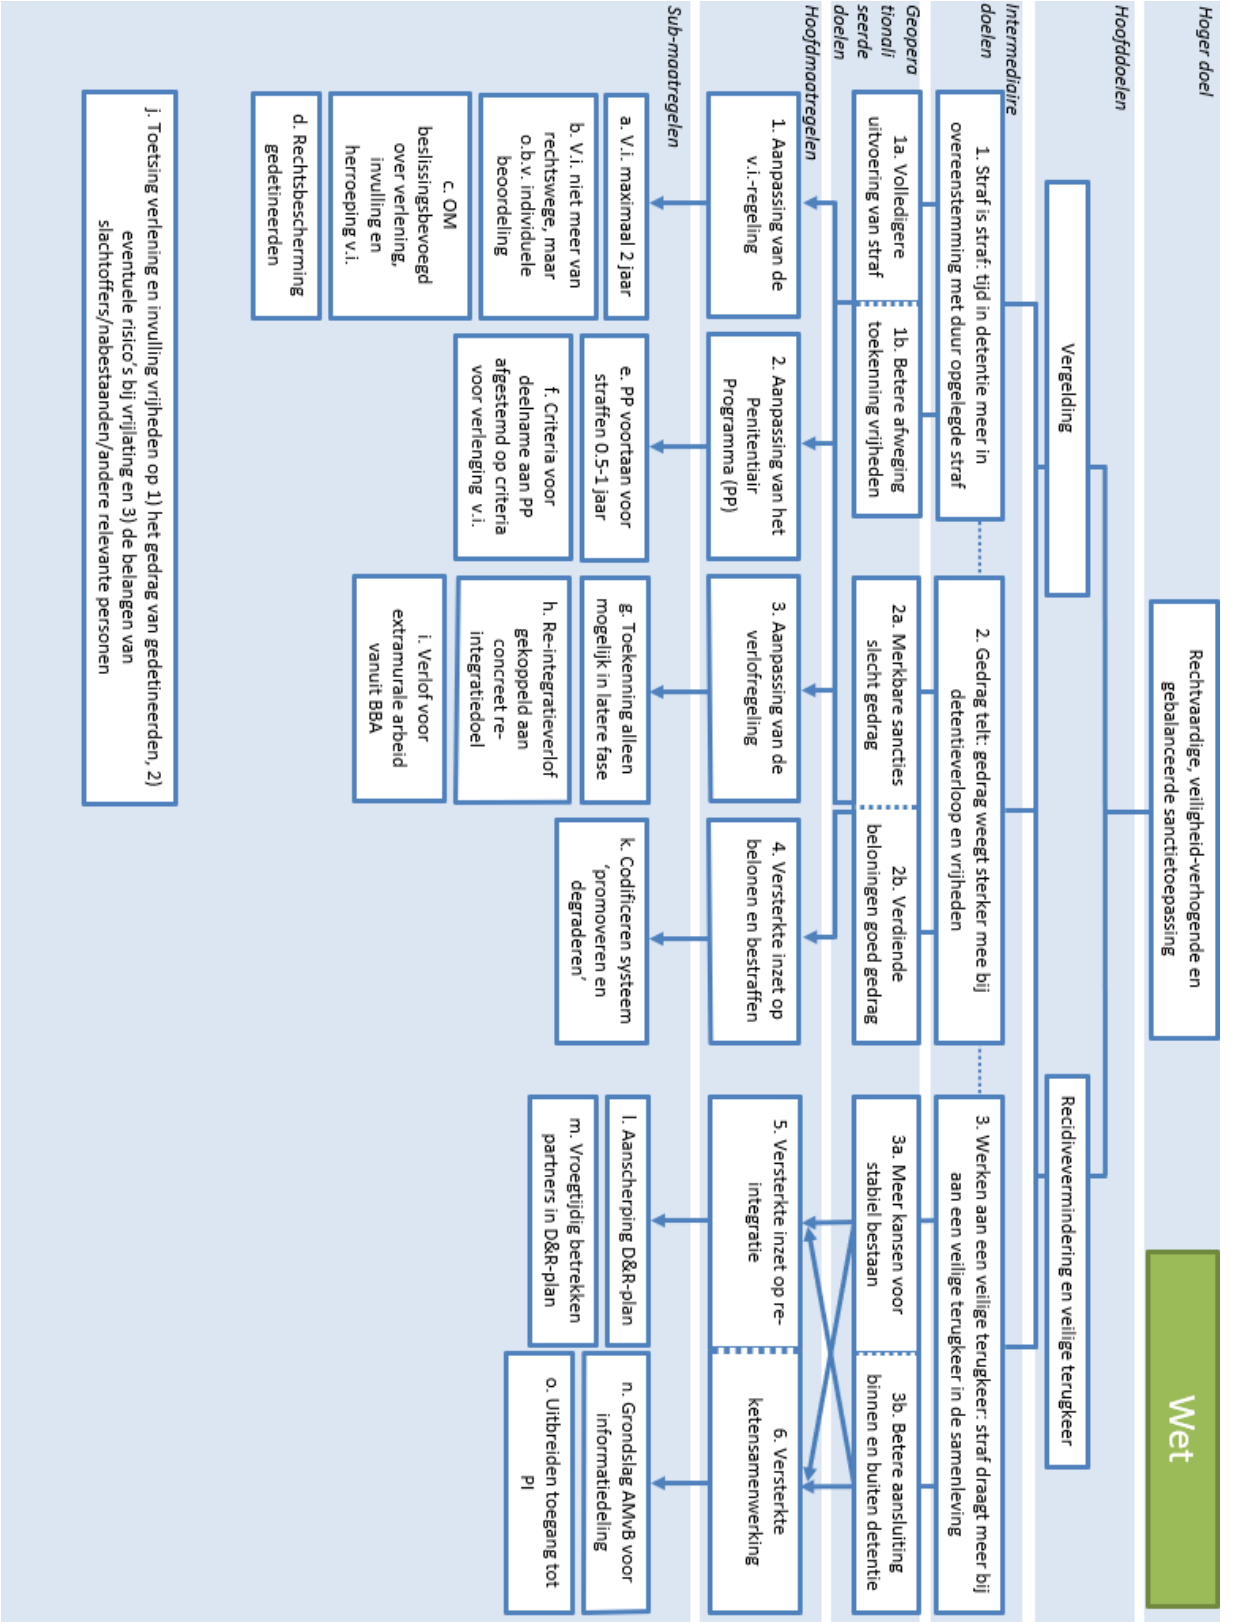 Wet
Hoger doel
Rechtvaardige, veiligheid-verhogende en
gebalanceerde sanctietoepassing
Hoofddoelen
Vergelding
Recidivevermindering en veilige terugkeer
Intermediaire
doelen
1. Straf is straf: tijd in detentie meer in
overeenstemming met duur opgelegde straf
2. Gedrag telt: gedrag weegt sterker mee bij
detentieverloop en vrijheden
3. Werken aan een veilige terugkeer: straf draagt meer bij
aan een veilige terugkeer in de samenleving
Geopera
tionali
seerde
doelen
1a. Volledigere
uitvoering van straf
1b. Betere afweging
toekenning vrijheden
2a. Merkbare sancties
slecht gedrag
2b. Verdiende
beloningen goed gedrag
3a. Meer kansen voor
stabiel bestaan
3b. Betere aansluiting
binnen en buiten detentie
Hoofdmaatregelen
1. Aanpassing van de
v.i.-regeling
2. Aanpassing van het
Penitentiair
Programma (PP)
3. Aanpassing van de
verlofregeling
4. Versterkte inzet op
belonen en bestraffen
5. Versterkte inzet op re-
integratie
6. Versterkte
ketensamenwerking
Sub-maatregelen
a. V.i. maximaal 2 jaar
b. V.i. niet meer van
rechtswege, maar
o.b.v. individuele
beoordeling
c. OM
beslissingsbevoegd
over verlening,
invulling en
herroeping v.i.
d. Rechtsbescherming
gedetineerden
e. PP voortaan voor
straffen 0.5-1 jaar
f. Criteria voor
deelname aan PP
afgestemd op criteria
voor verlenging v.i.
g. Toekenning alleen
mogelijk in latere fase
h. Re-integratieverlof
gekoppeld aan
concreet re-
integratiedoel
i. Verlof voor
extramurale arbeid
vanuit BBA
j. Toetsing verlening en invulling vrijheden op 1) het gedrag van gedetineerden, 2)
eventuele risico's bij vrijlating en 3) de belangen van
slachtoffers/nabestaanden/andere relevante personen
k. Codificeren systeem
'promoveren en
degraderen'
l. Aanscherping D&R-plan
m. Vroegtijdig betrekken
partners in D&R-plan
n. Grondslag AMvB voor
informatiedeling
o. Uitbreiden toegang tot
PI